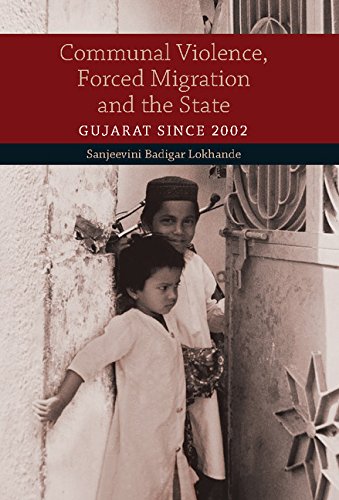 Communal Violence,
Forced Migration
and the State
GUJARAT SINCE 2002
Sanjeevini Badigar Lokhande